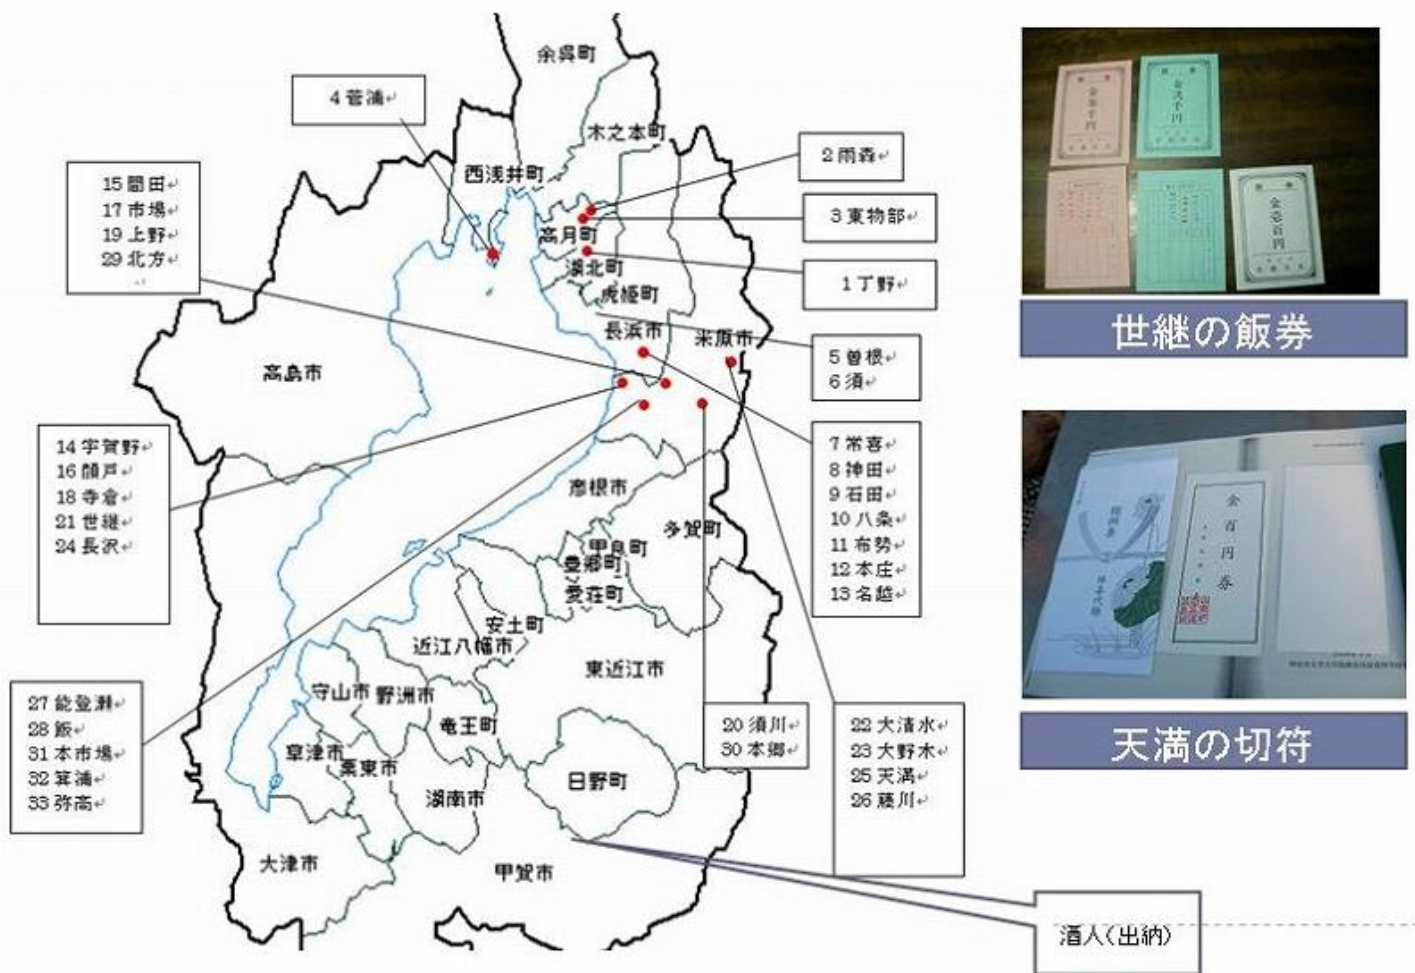 余呉町
4 菅浦
木之本町
2 雨森
西浅井町
15 間田
17 市場
19 上野
29 北方
3 東物部
高月町
湖北町
1 丁野
虎姫町
長浜市
米原市
世継の飯券
5 曽根
6 須
高島市
14 宇賀野
16 顔戸
18 寺倉
21 世継
24 長沢
7 常喜
8 神田
9 石田
10 八条
11 布勢
12 本庄
13 名越
彦根市
多賀町
甲良町
豊郷町
愛荘町
安土町
近江八幡市
東近江市
守山市
野洲市
竜王町
27 能登瀬
28 飯
31 本市場
32 箕浦
33 弥高
20 須川
30 本郷
22 大清水
23 大野木
25 天満
26 藤川
草津市
栗東市
湖南市
日野町
大津市
甲賀市
酒人(出納)
金壱百円
金百円券
天満の切符